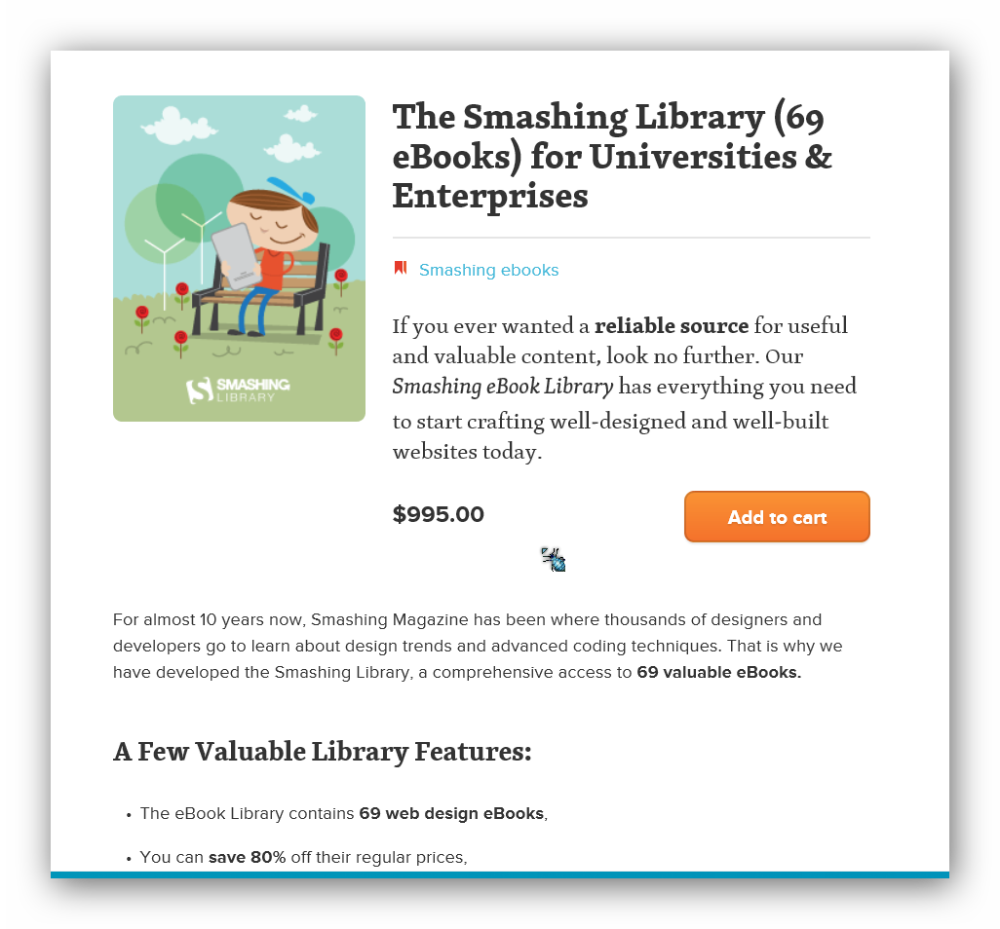 The Smashing Library (69
eBooks) for Universities &
Enterprises
Smashing ebooks
If you ever wanted a reliable source for useful
and valuable content, look no further. Our
Smashing eBook Library has everything you need
to start crafting well-designed and well-built
websites today.
SMASHING
LIBRARY
$995.00
Add to cart
For almost 10 years now, Smashing Magazine has been where thousands of designers and
developers go to learn about design trends and advanced coding techniques. That is why we
have developed the Smashing Library, a comprehensive access to 69 valuable eBooks.
A Few Valuable Library Features:
• The eBook Library contains 69 web design eBooks,
• You can save 80% off their regular prices,